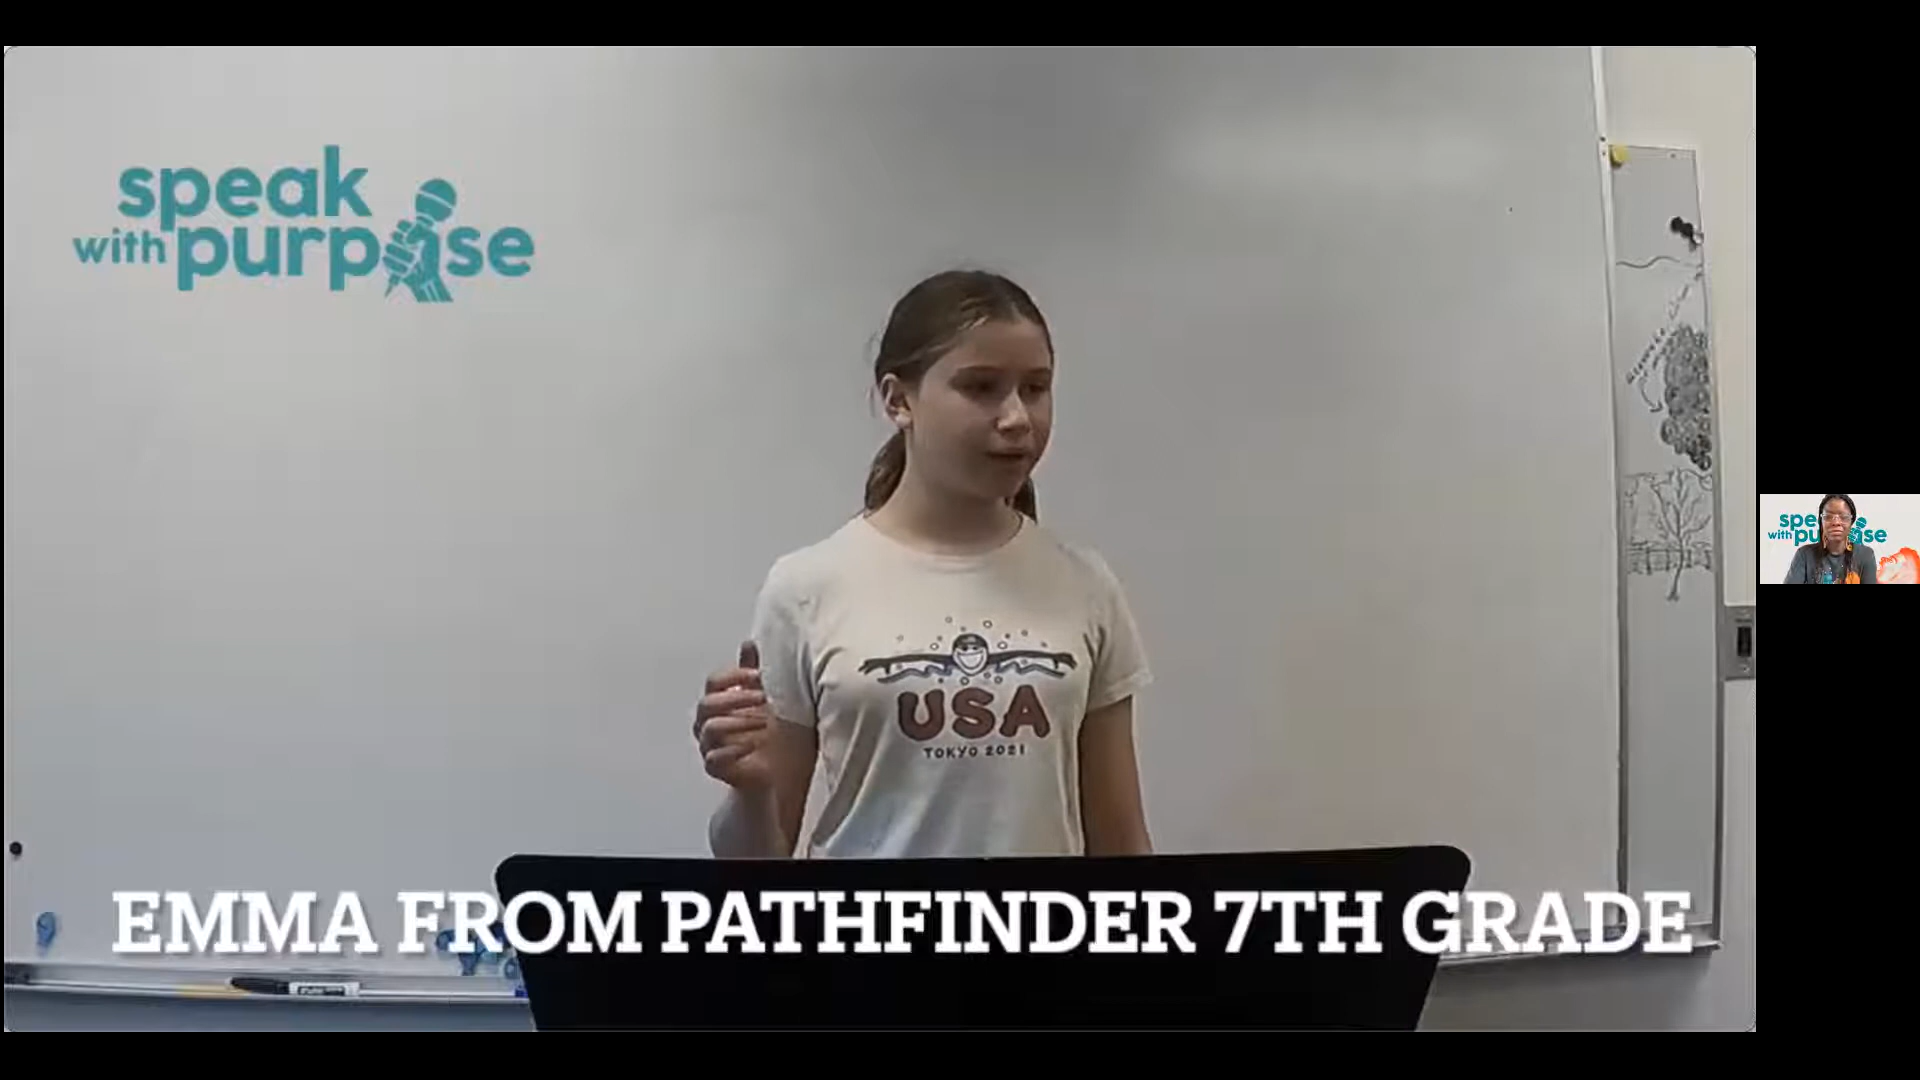 speak
with purpose
USA
TOKYO 2021
EMMA FROM PATHFINDER 7TH GRADE